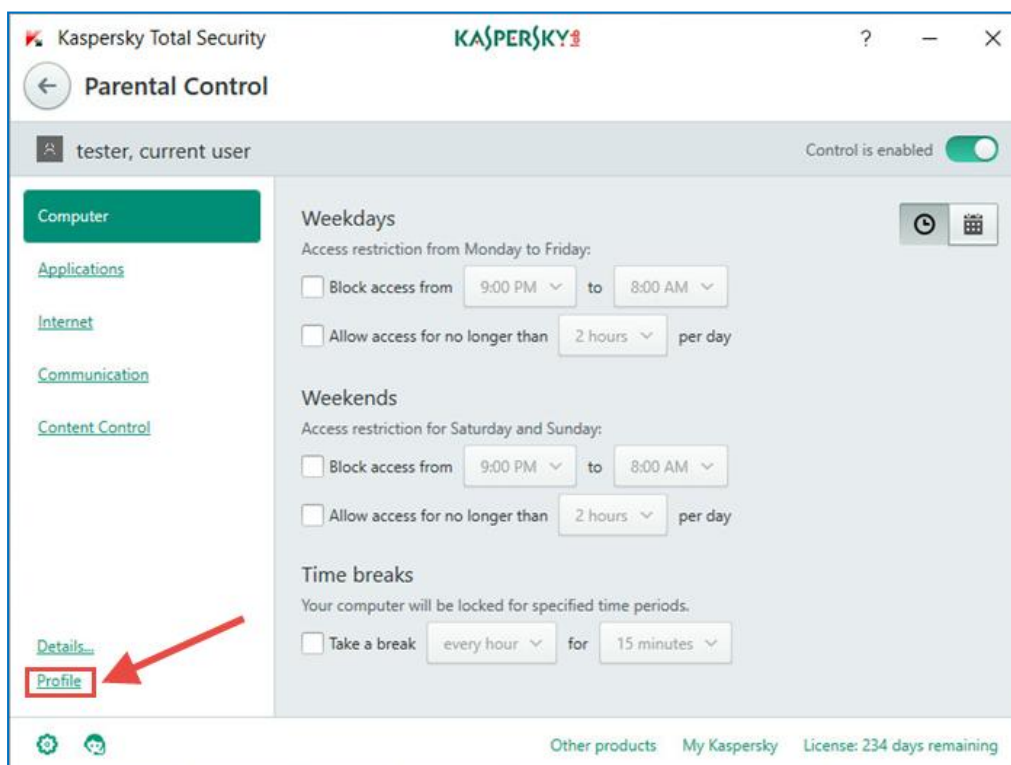 Kaspersky Total Security
KASPERSKY lab
?
Parental Control
tester, current user
Control is enabled
Computer
Applications
Internet
Communication
Content Control
Details...
Profile
Weekdays
Access restriction from Monday to Friday:
Block access from 9:00 PM to 8:00 AM
Allow access for no longer than 2 hours per day
Weekends
Access restriction for Saturday and Sunday:
Block access from 9:00 PM to 8:00 AM
Allow access for no longer than 2 hours per day
Time breaks
Your computer will be locked for specified time periods.
Take a break every hour for 15 minutes
Other products My Kaspersky License: 234 days remaining